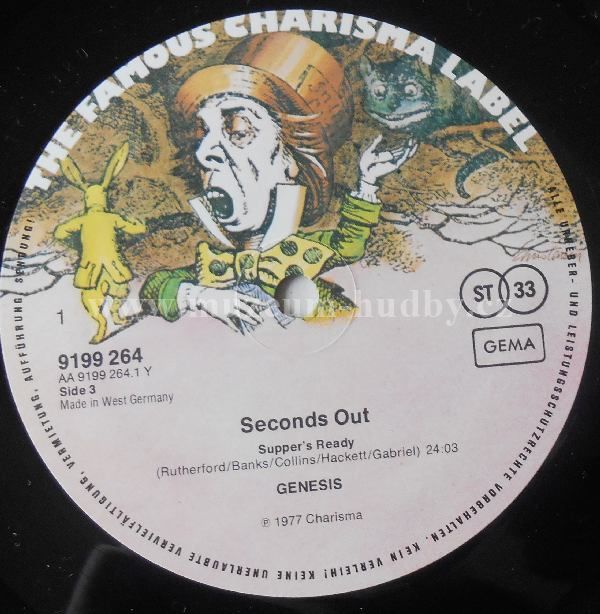 THE FAMOUS CHARISMA LABEL
www.muzeum-hudby.cz
1
9199 264
AA 9199 264.1 Y
Side 3
Made in West Germany
ST 33
GEMA
Seconds Out
Supper's Ready
(Rutherford/Banks/Collins/Hackett/Gabriel) 24:03
GENESIS
℗ 1977 Charisma
ALLE URHEBER- UND LEISTUNGSSCHUTZRECHTE VORBEHALTEN. KEIN VERLEIH! KEINE UNERLAUBTE VERVIELFÄLTIGUNG, VERMIETUNG, AUFFÜHRUNG, SENDUNG!